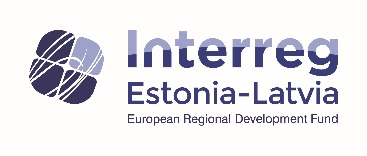 Interreg
Estonia-Latvia
European Regional Development Fund